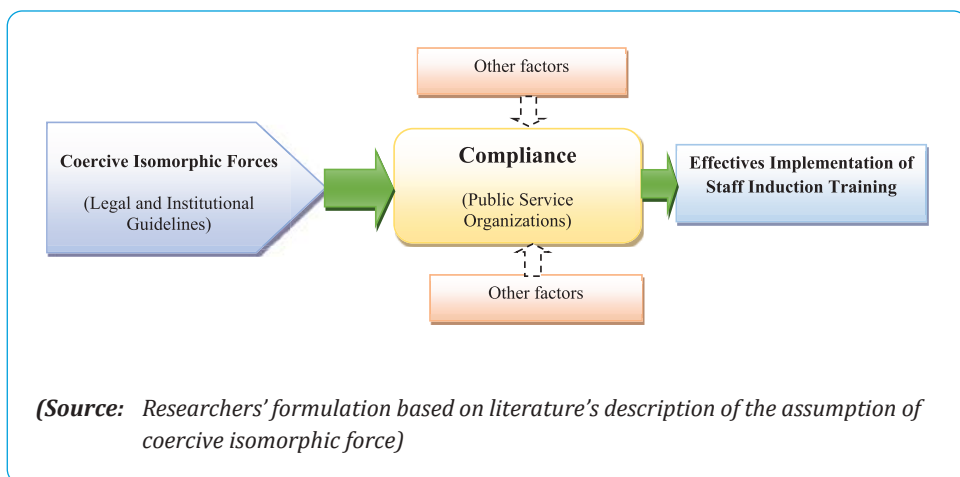 Other factors
Coercive Isomorphic Forces
(Legal and Institutional
Guidelines)
Compliance
(Public Service
Organizations)
Effectives Implementation of
Staff Induction Training
Other factors
(Source: Researchers’ formulation based on literature’s description of the assumption of
coercive isomorphic force)